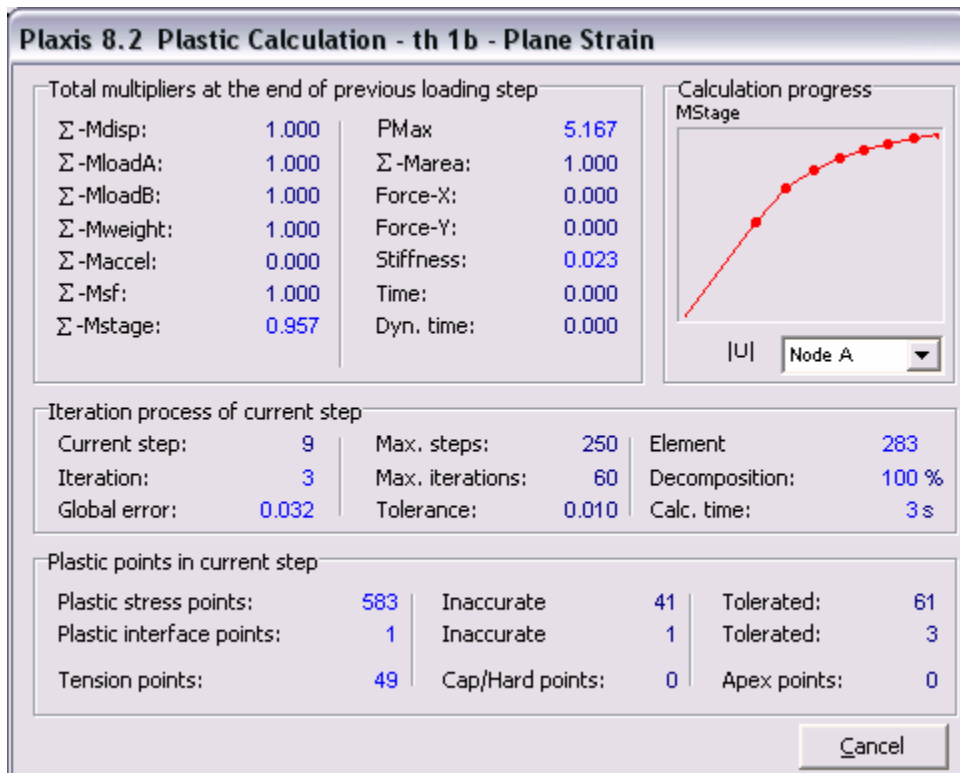 Plaxis 8.2 Plastic Calculation - th 1b - Plane Strain
Total multipliers at the end of previous loading step
Σ-Mdisp: 1.000 PMax 5.167
Σ-MloadA: 1.000 Σ-Marea: 1.000
Σ-MloadB: 1.000 Force-X: 0.000
Σ-Mweight: 1.000 Force-Y: 0.000
Σ-Maccel: 0.000 Stiffness: 0.023
Σ-Msf: 1.000 Time: 0.000
Σ-Mstage: 0.957 Dyn. time: 0.000
Calculation progress
MStage
|U| Node A
Iteration process of current step
Current step: 9 Max. steps: 250 Element 283
Iteration: 3 Max. iterations: 60 Decomposition: 100 %
Global error: 0.032 Tolerance: 0.010 Calc. time: 3 s
Plastic points in current step
Plastic stress points: 583 Inaccurate 41 Tolerated: 61
Plastic interface points: 1 Inaccurate 1 Tolerated: 3
Tension points: 49 Cap/Hard points: 0 Apex points: 0
Cancel